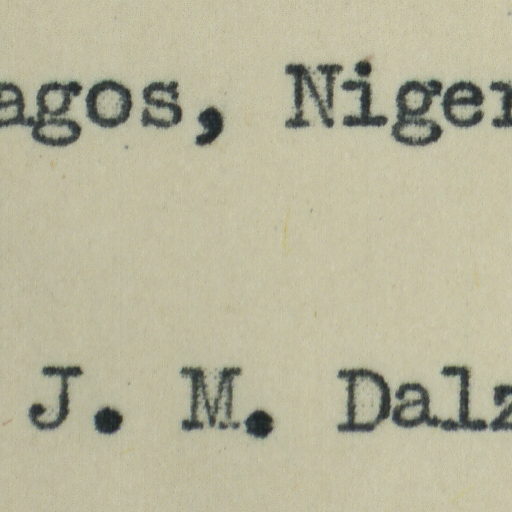 agos, Niger
J. M. Dalz